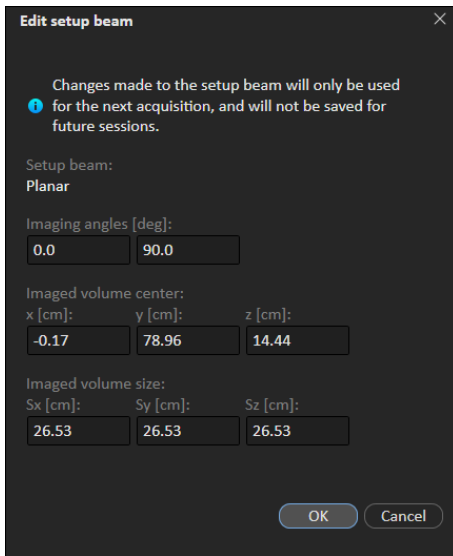 Edit setup beam
Changes made to the setup beam will only be used
for the next acquisition, and will not be saved for
future sessions.
Setup beam:
Planar
Imaging angles [deg]:
0.0 90.0
Imaged volume center:
x [cm]: y [cm]: z [cm]:
-0.17 78.96 14.44
Imaged volume size:
Sx [cm]: Sy [cm]: Sz [cm]:
26.53 26.53 26.53
OK Cancel